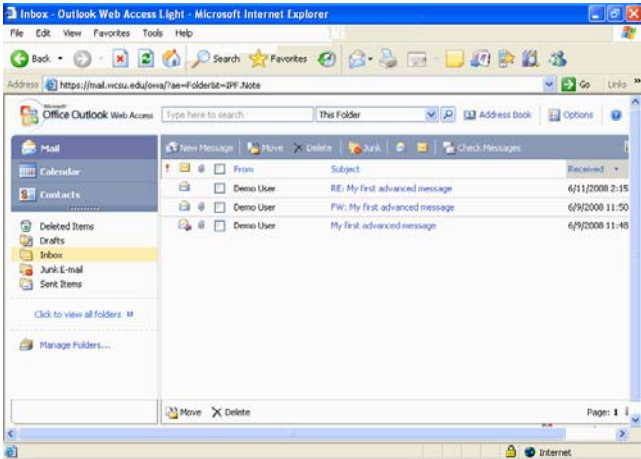 Inbox - Outlook Web Access Light - Microsoft Internet Explorer
File Edit View Favorites Tools Help
Back Search Favorites
Address https://mail.wcsu.edu/owa/?ae=Folder&t=IPF.Note Go Links »
Microsoft
Office Outlook Web Access Type here to search This Folder Address Book Options
Mail New Message Move Delete Junk Check Messages
Calendar From Subject Received
Contacts Demo User RE: My first advanced message 6/11/2008 2:15
Demo User FW: My first advanced message 6/9/2008 11:50
Deleted Items Demo User My first advanced message 6/9/2008 11:48
Drafts
Inbox
Junk E-mail
Sent Items
Click to view all folders
Manage Folders...
Move Delete Page: 1
Internet